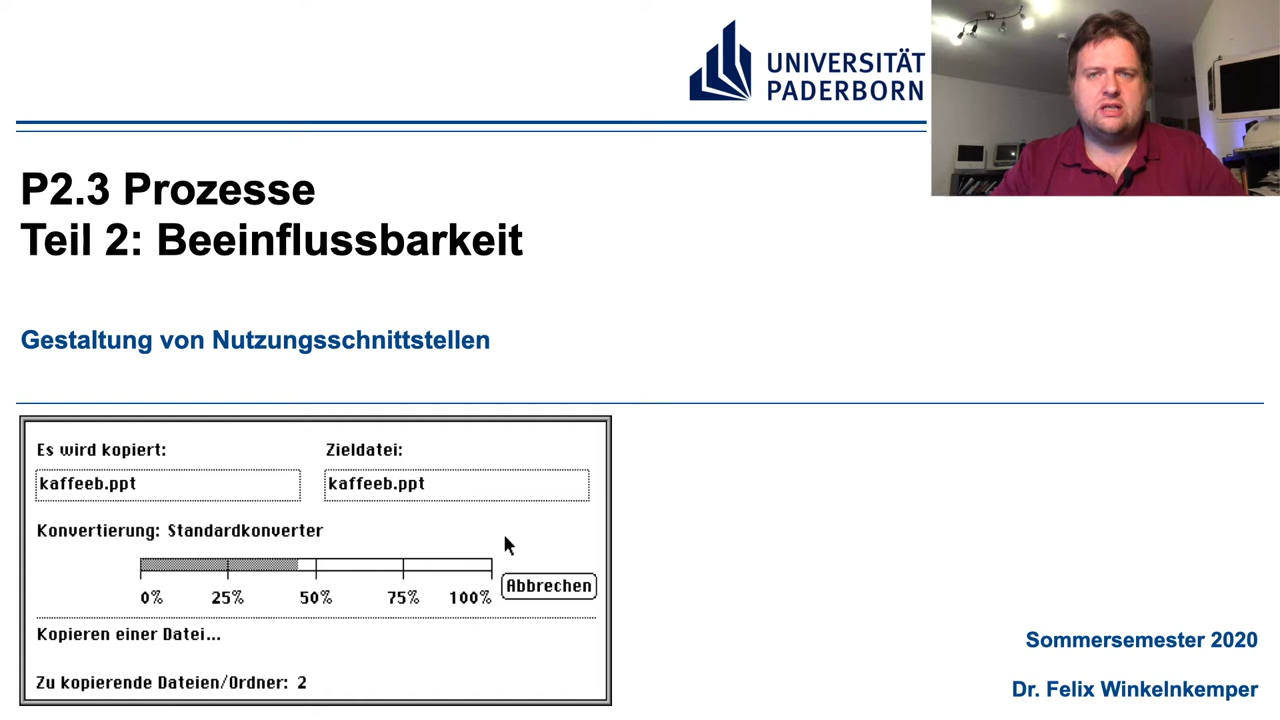 UNIVERSITÄT
PADERBORN
P2.3 Prozesse
Teil 2: Beeinflussbarkeit
Gestaltung von Nutzungsschnittstellen
Es wird kopiert: Zieldatei:
kaffeeb.ppt kaffeeb.ppt
Konvertierung: Standardkonverter
Abbrechen
0% 25% 50% 75% 100%
Kopieren einer Datei...
Zu kopierende Dateien/Ordner: 2
Sommersemester 2020
Dr. Felix Winkelnkemper